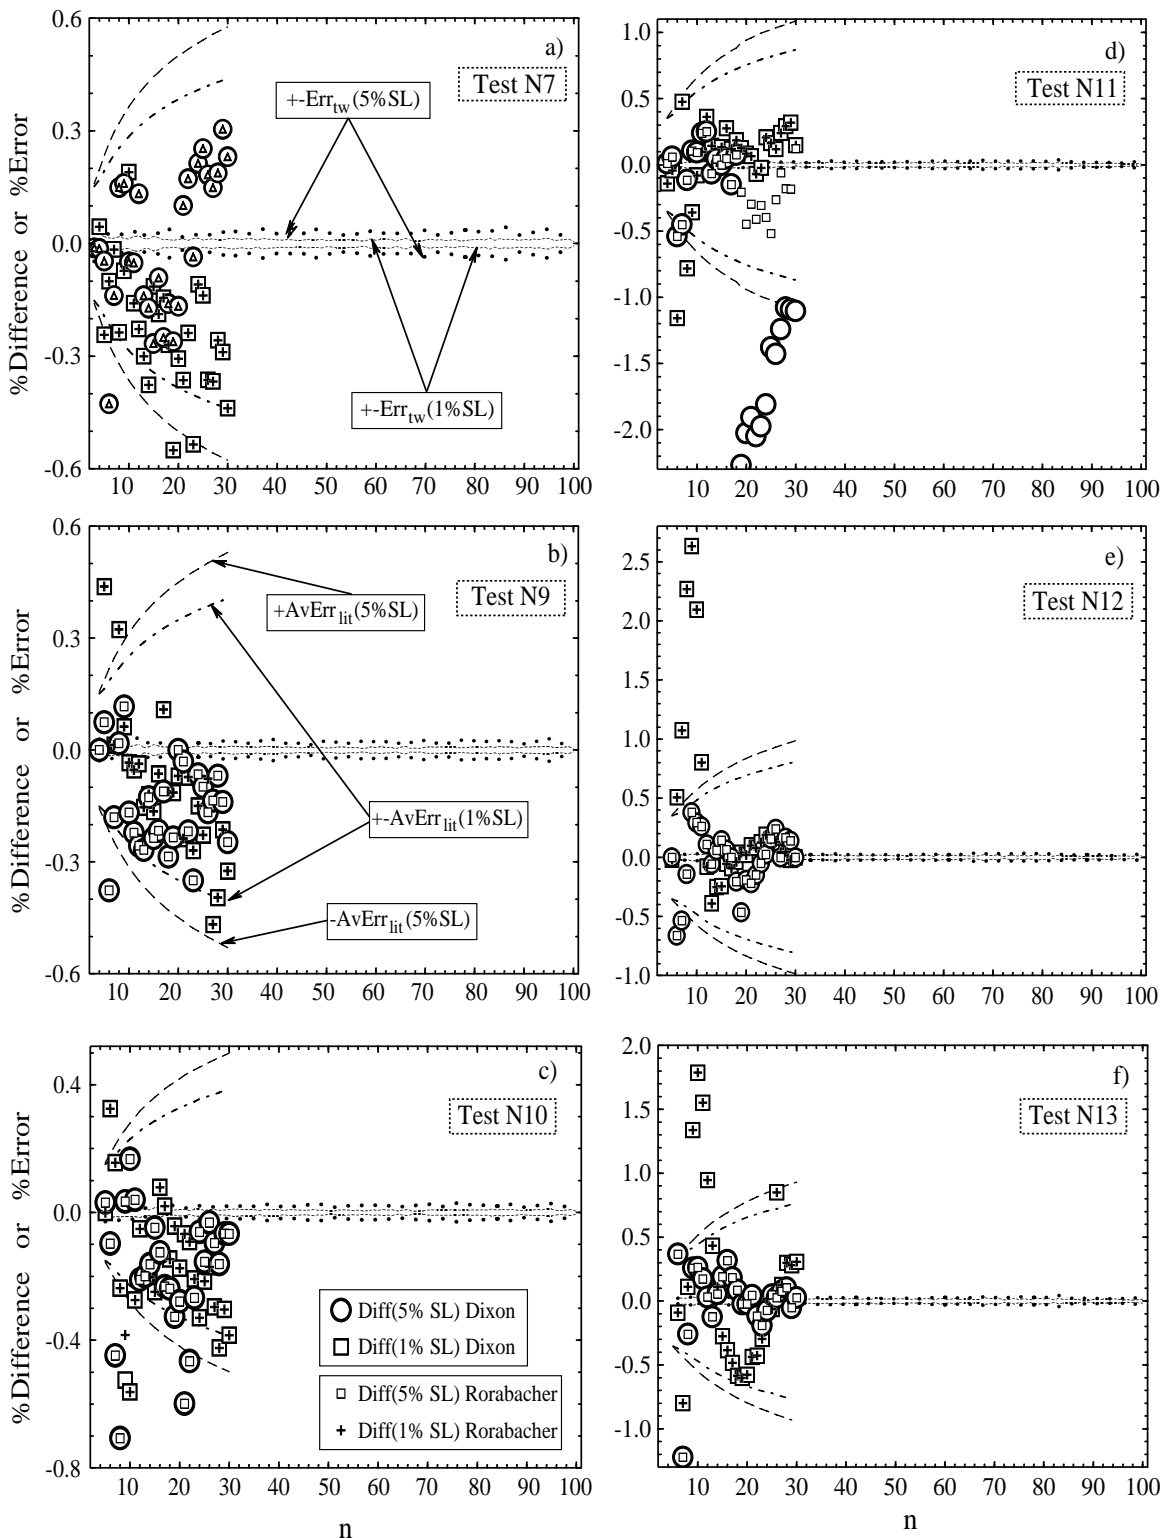 %Difference or %Error
0.6
0.3
0.0
-0.3
-0.6
a)
Test N7
+-Err_tw(5%SL)
+-Err_tw(1%SL)
10 20 30 40 50 60 70 80 90 100
1.0
0.5
0.0
-0.5
-1.0
-1.5
-2.0
d)
Test N11
10 20 30 40 50 60 70 80 90 100
%Difference or %Error
0.6
0.3
0.0
-0.3
-0.6
b)
Test N9
+AvErr_lit(5%SL)
+-AvErr_lit(1%SL)
-AvErr_lit(5%SL)
10 20 30 40 50 60 70 80 90 100
2.5
2.0
1.5
1.0
0.5
0.0
-0.5
-1.0
e)
Test N12
10 20 30 40 50 60 70 80 90 100
%Difference or %Error
0.4
0.0
-0.4
-0.8
c)
Test N10
Diff(5% SL) Dixon
Diff(1% SL) Dixon
Diff(5% SL) Rorabacher
Diff(1% SL) Rorabacher
10 20 30 40 50 60 70 80 90 100
n
2.0
1.5
1.0
0.5
0.0
-0.5
-1.0
f)
Test N13
10 20 30 40 50 60 70 80 90 100
n